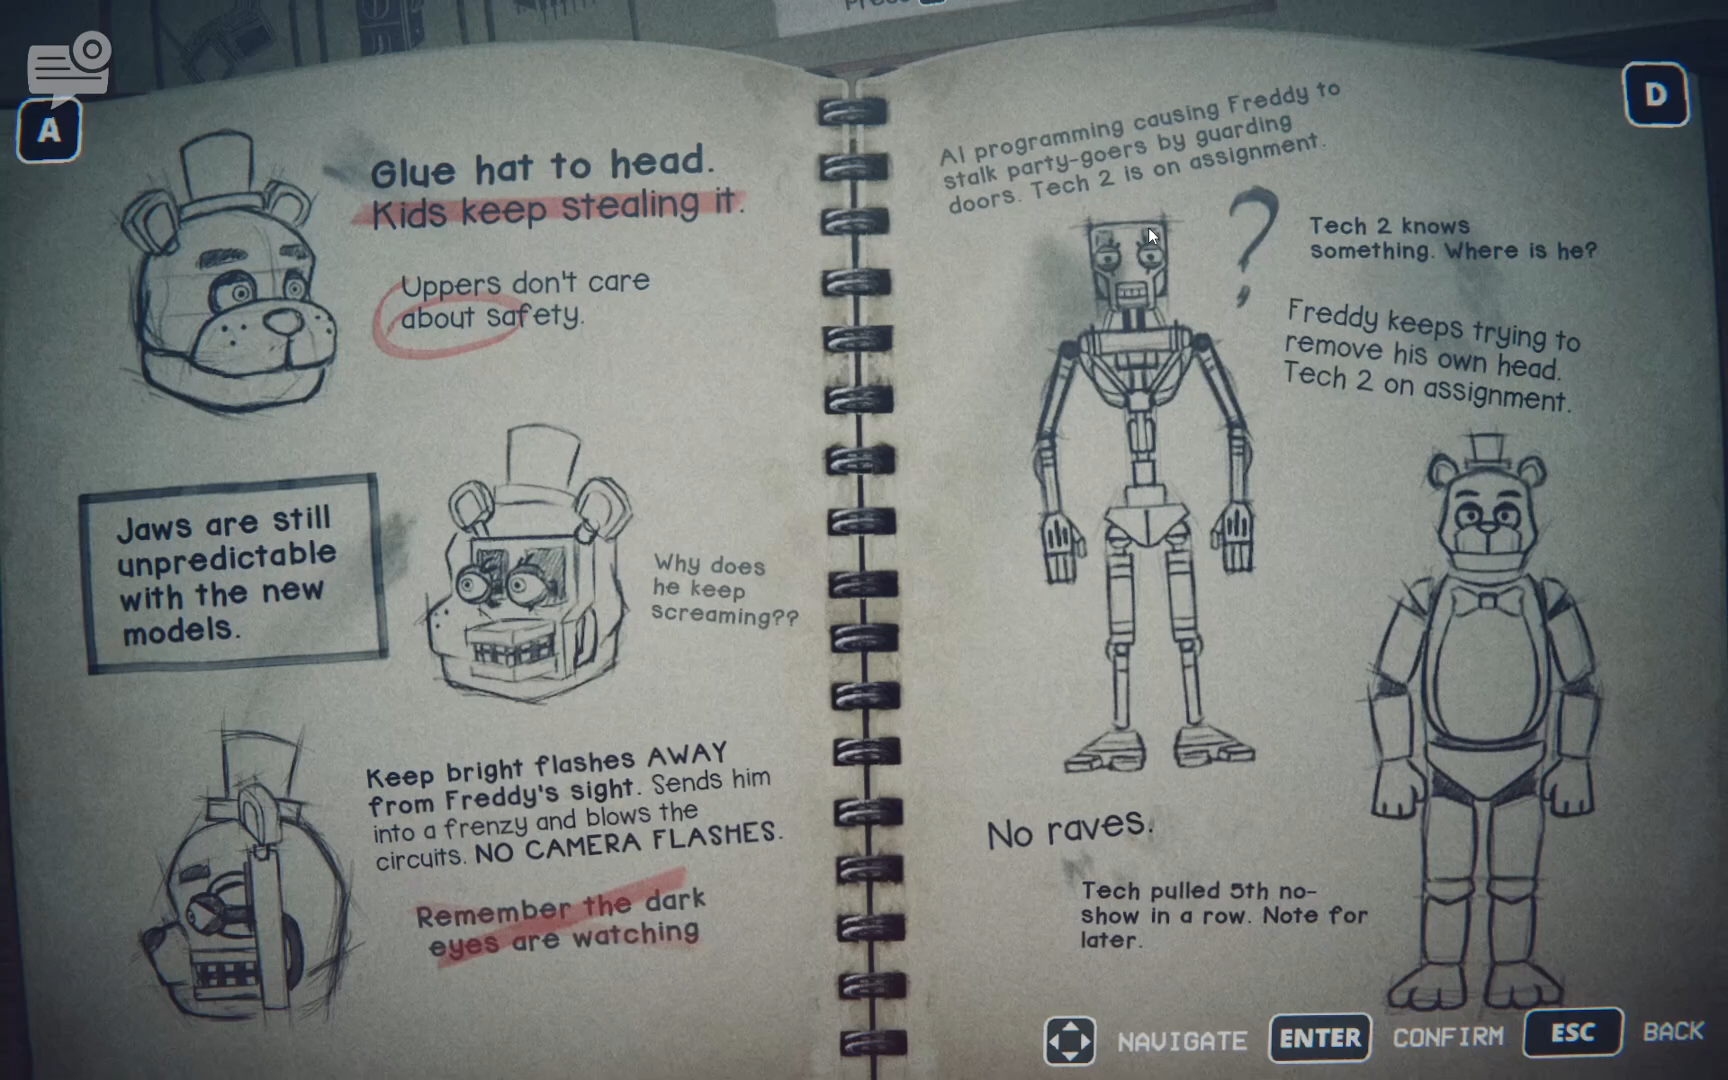 A
D
Glue hat to head.
Kids keep stealing it.
Uppers don't care
about safety.
Jaws are still
unpredictable
with the new
models.
Why does
he keep
screaming??
Keep bright flashes AWAY
from Freddy's sight. Sends him
into a frenzy and blows the
circuits. NO CAMERA FLASHES.
Remember the dark
eyes are watching
AI programming causing Freddy to
stalk party-goers by guarding
doors. Tech 2 is on assignment.
?
Tech 2 knows
something. Where is he?
Freddy keeps trying to
remove his own head.
Tech 2 on assignment.
No raves.
Tech pulled 5th no-
show in a row. Note for
later.
NAVIGATE ENTER CONFIRM ESC BACK